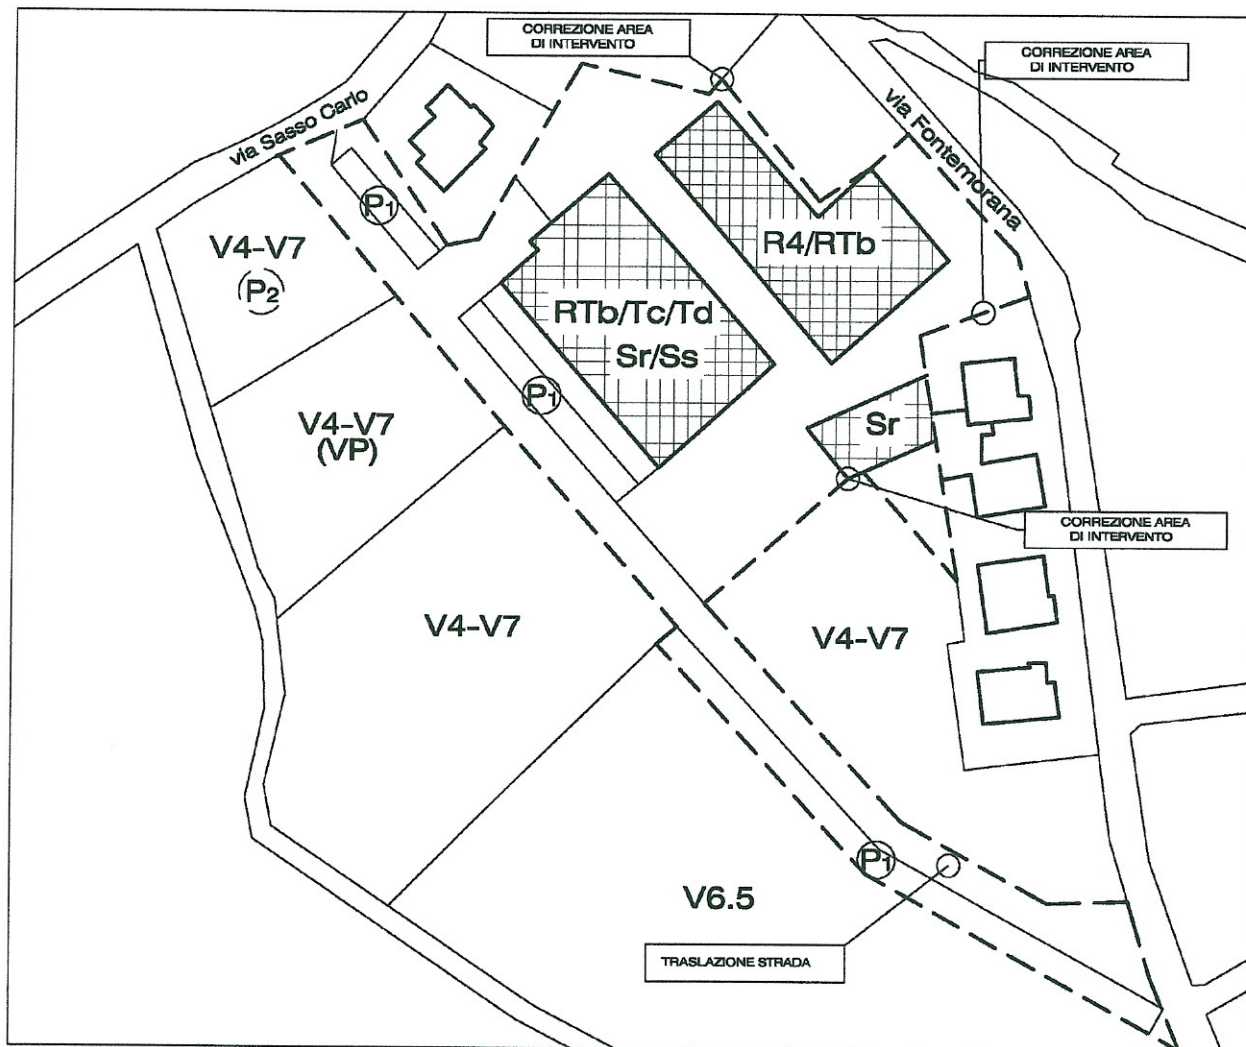 CORREZIONE AREA
DI INTERVENTO
CORREZIONE AREA
DI INTERVENTO
via Sasso Carlo
via Fontemorana
P1
V4-V7
P2
R4/RTb
RTb/Tc/Td
Sr/Ss
P1
V4-V7
(VP)
Sr
CORREZIONE AREA
DI INTERVENTO
V4-V7
V4-V7
P1
V6.5
TRASLAZIONE STRADA